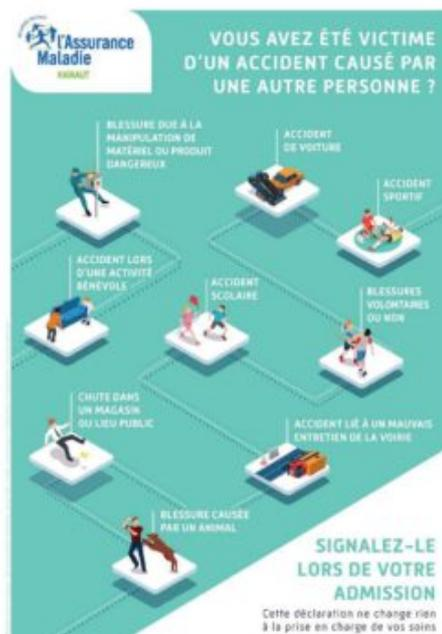 l'Assurance
Maladie
HAINAUT
VOUS AVEZ ÉTÉ VICTIME
D'UN ACCIDENT CAUSÉ PAR
UNE AUTRE PERSONNE ?
BLESSURE DUE À LA
MANIPULATION DE
MATÉRIEL OU PRODUIT
DANGEREUX
ACCIDENT
DE VOITURE
ACCIDENT
SPORTIF
ACCIDENT LORS
D'UNE ACTIVITÉ
BÉNÉVOLE
ACCIDENT
SCOLAIRE
BLESSURES
VOLONTAIRES
OU NON
CHUTE DANS
UN MAGASIN
OU LIEU PUBLIC
ACCIDENT LIÉ À UN MAUVAIS
ENTRETIEN DE LA VOIRIE
BLESSURE CAUSÉE
PAR UN ANIMAL
SIGNALEZ-LE
LORS DE VOTRE
ADMISSION
Cette déclaration ne change rien
à la prise en charge de vos soins